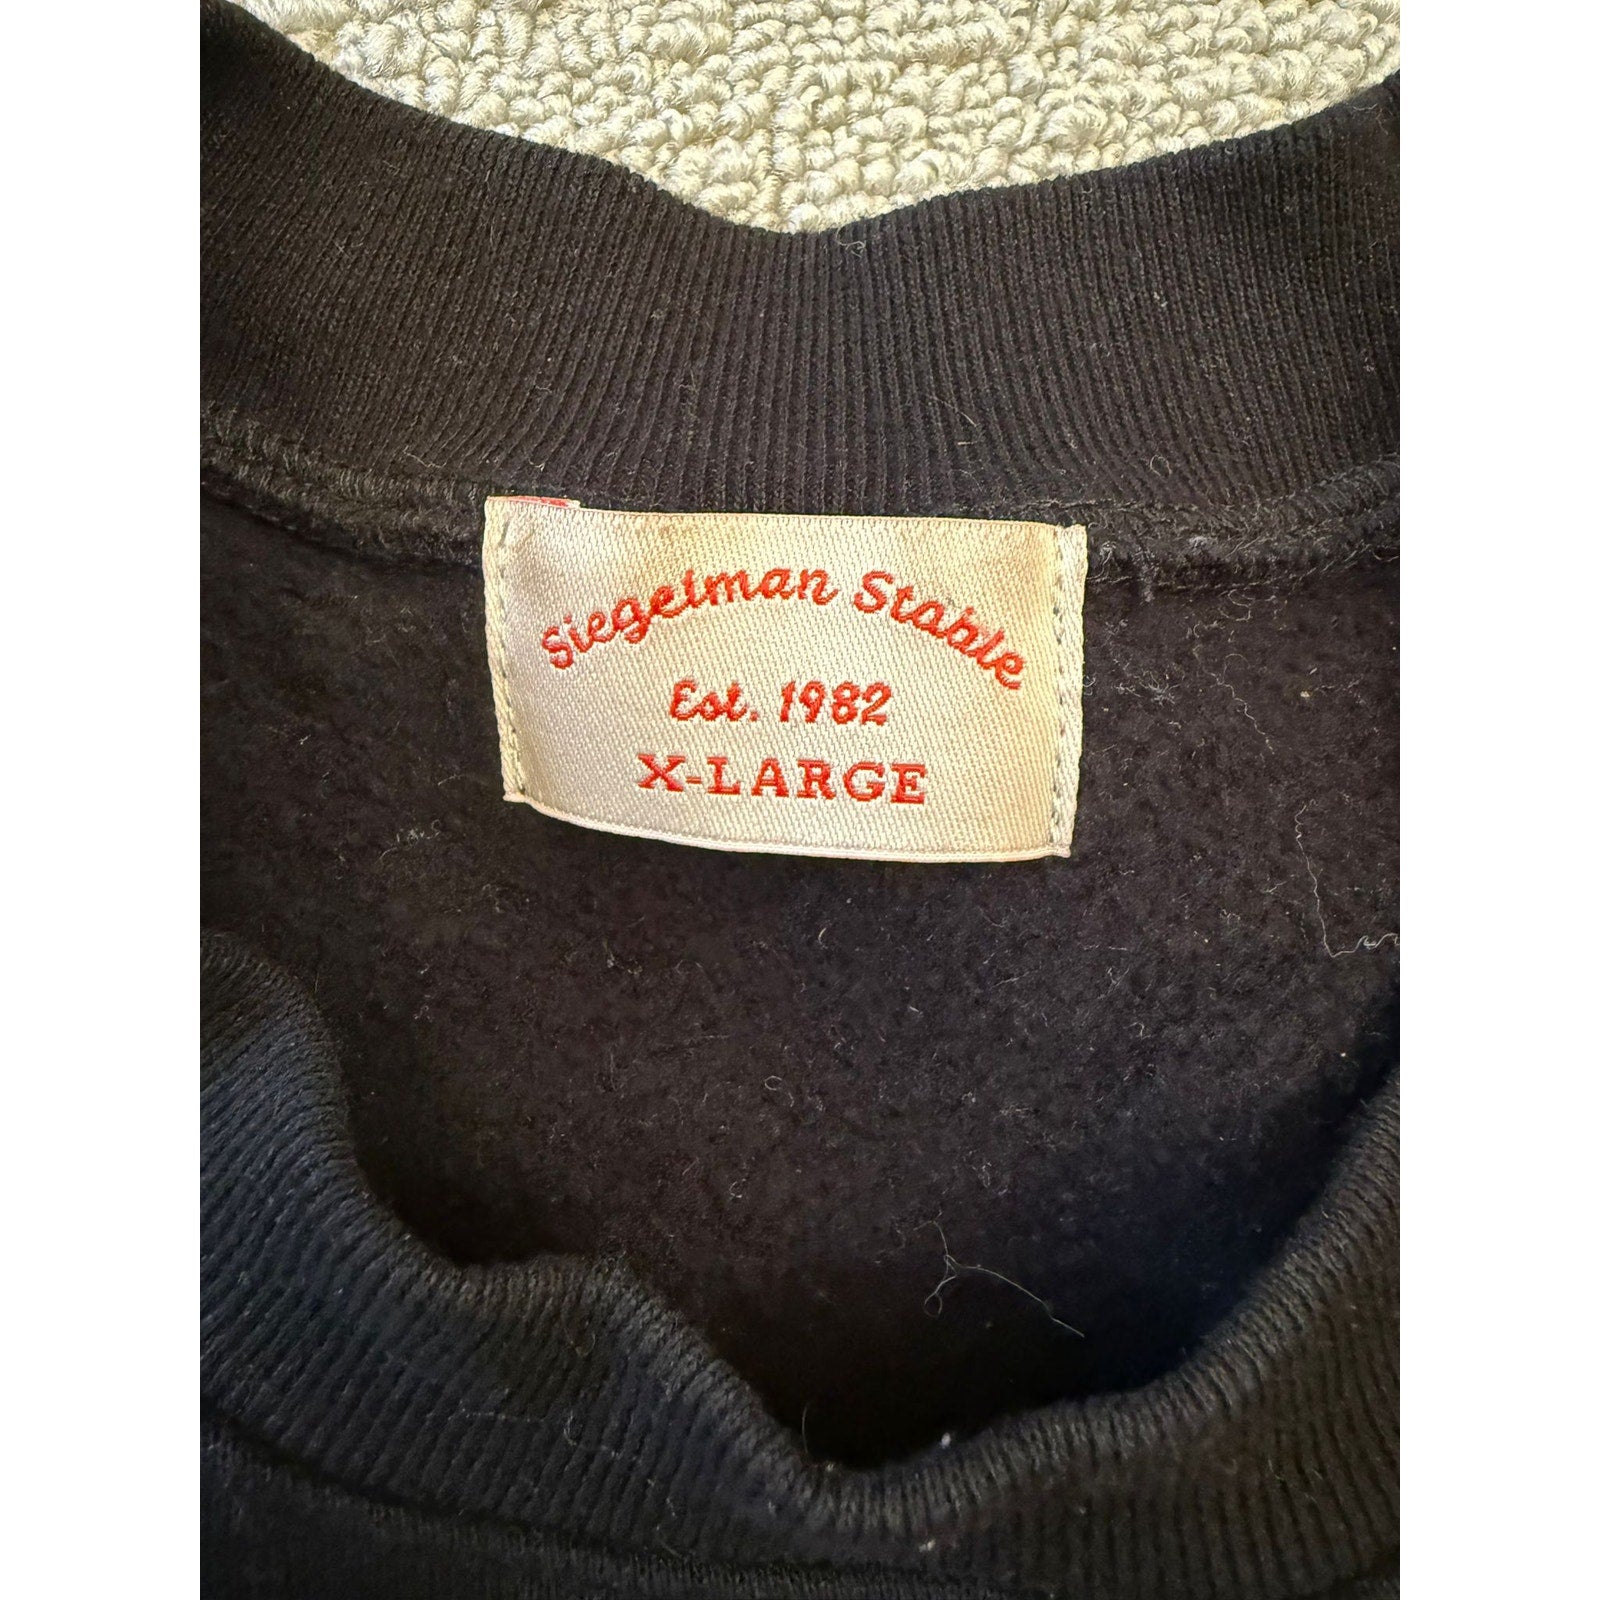 Siegelman Stable
Est. 1982
X-LARGE